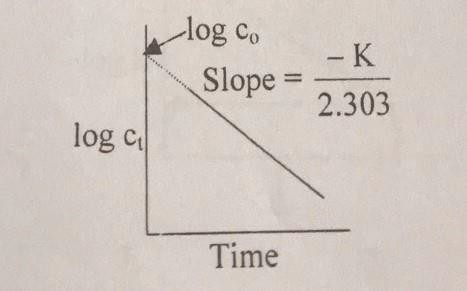 log c₀
Slope = – K / 2.303
log cₜ
Time